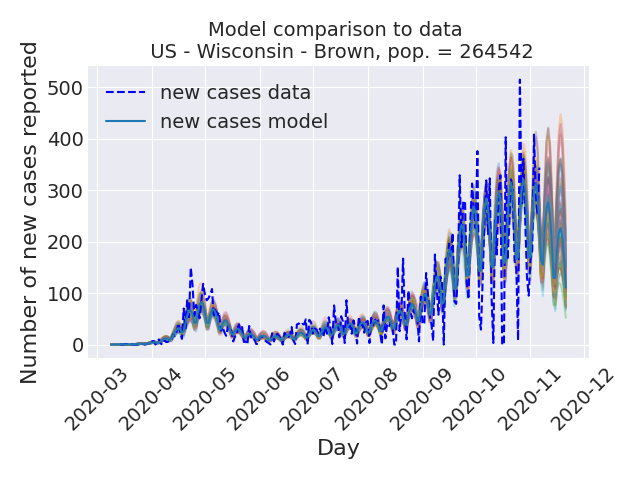 Model comparison to data
US - Wisconsin - Brown, pop. = 264542
Number of new cases reported
500
400
300
200
100
0
new cases data
new cases model
2020-03
2020-04
2020-05
2020-06
2020-07
2020-08
2020-09
2020-10
2020-11
2020-12
Day